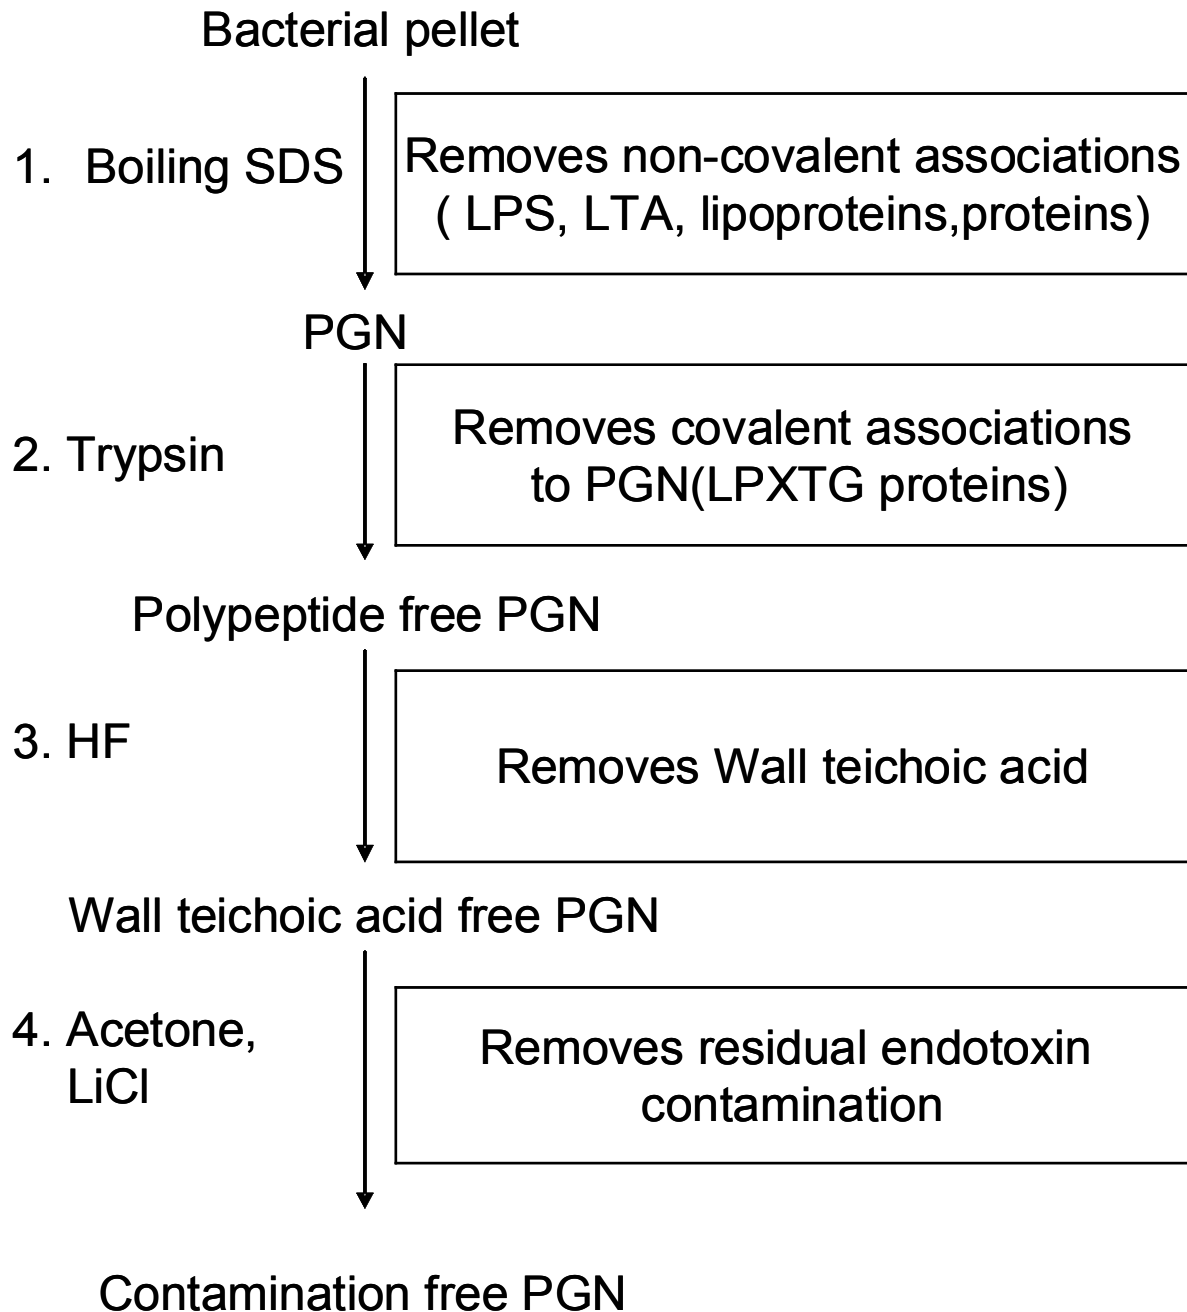 Bacterial pellet
1. Boiling SDS
Removes non-covalent associations
( LPS, LTA, lipoproteins,proteins)
PGN
2. Trypsin
Removes covalent associations
to PGN(LPXTG proteins)
Polypeptide free PGN
3. HF
Removes Wall teichoic acid
Wall teichoic acid free PGN
4. Acetone,
LiCl
Removes residual endotoxin
contamination
Contamination free PGN